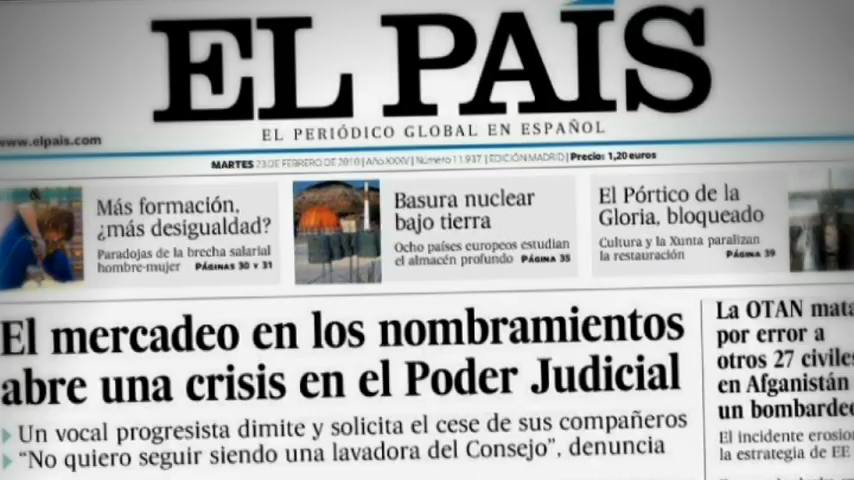 EL PAÍS
EL PERIÓDICO GLOBAL EN ESPAÑOL
www.elpais.com
MARTES 23 DE FEBRERO DE 2010 | Año XXXV | Número 11.937 | EDICIÓN MADRID | Precio: 1,20 euros
Más formación,
¿más desigualdad?
Paradojas de la brecha salarial
hombre-mujer PÁGINAS 30 Y 31
Basura nuclear
bajo tierra
Ocho países europeos estudian
el almacén profundo PÁGINA 35
El Pórtico de la
Gloria, bloqueado
Cultura y la Xunta paralizan
la restauración PÁGINA 39
El mercadeo en los nombramientos
abre una crisis en el Poder Judicial
Un vocal progresista dimite y solicita el cese de sus compañeros
“No quiero seguir siendo una lavadora del Consejo”, denuncia
La OTAN mata
por error a
otros 27 civiles
en Afganistán
un bombardeo
El incidente erosion
la estrategia de EE